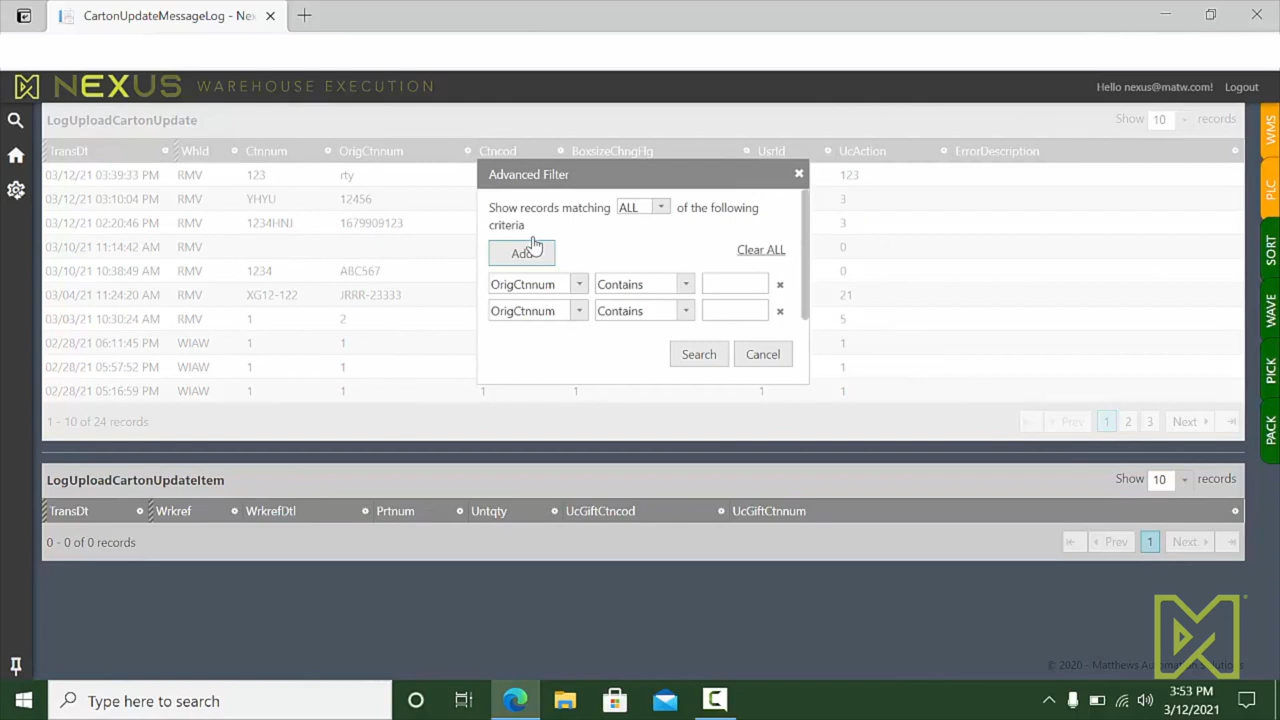 CartonUpdateMessageLog - Nex
NEXUS WAREHOUSE EXECUTION
Hello nexus@matw.com! Logout
LogUploadCartonUpdate
Show 10 records
TransDt WhId Ctnnum OrigCtnnum Ctncod BoxsizeChngFlg UsrId UcAction ErrorDescription
03/12/21 03:39:33 PM RMV 123 rty 123
03/12/21 03:10:04 PM RMV YHYU 12456 3
03/12/21 02:20:46 PM RMV 1234HNJ 1679909123 3
03/10/21 11:14:42 AM RMV 0
03/10/21 10:38:49 AM RMV 1234 ABC567 0
03/04/21 11:24:20 AM RMV XG12-122 JRRR-23333 21
03/03/21 10:30:24 AM RMV 1 2 5
02/28/21 06:11:45 PM WIAW 1 1 1
02/28/21 05:57:52 PM WIAW 1 1 1
02/28/21 05:16:59 PM WIAW 1 1 1 1 1 1
1 - 10 of 24 records
Prev 1 2 3 Next
Advanced Filter
Show records matching ALL of the following
criteria
Add Clear ALL
OrigCtnnum Contains
OrigCtnnum Contains
Search Cancel
LogUploadCartonUpdateItem
Show 10 records
TransDt Wrkref WrkrefDtl Prtnum Untqty UcGiftCtncod UcGiftCtnnum
0 - 0 of 0 records
Prev 1 Next
WMS
PLC
SORT
WAVE
PICK
PACK
© 2020 - Matthews Automation Solutions
Type here to search
3:53 PM
3/12/2021